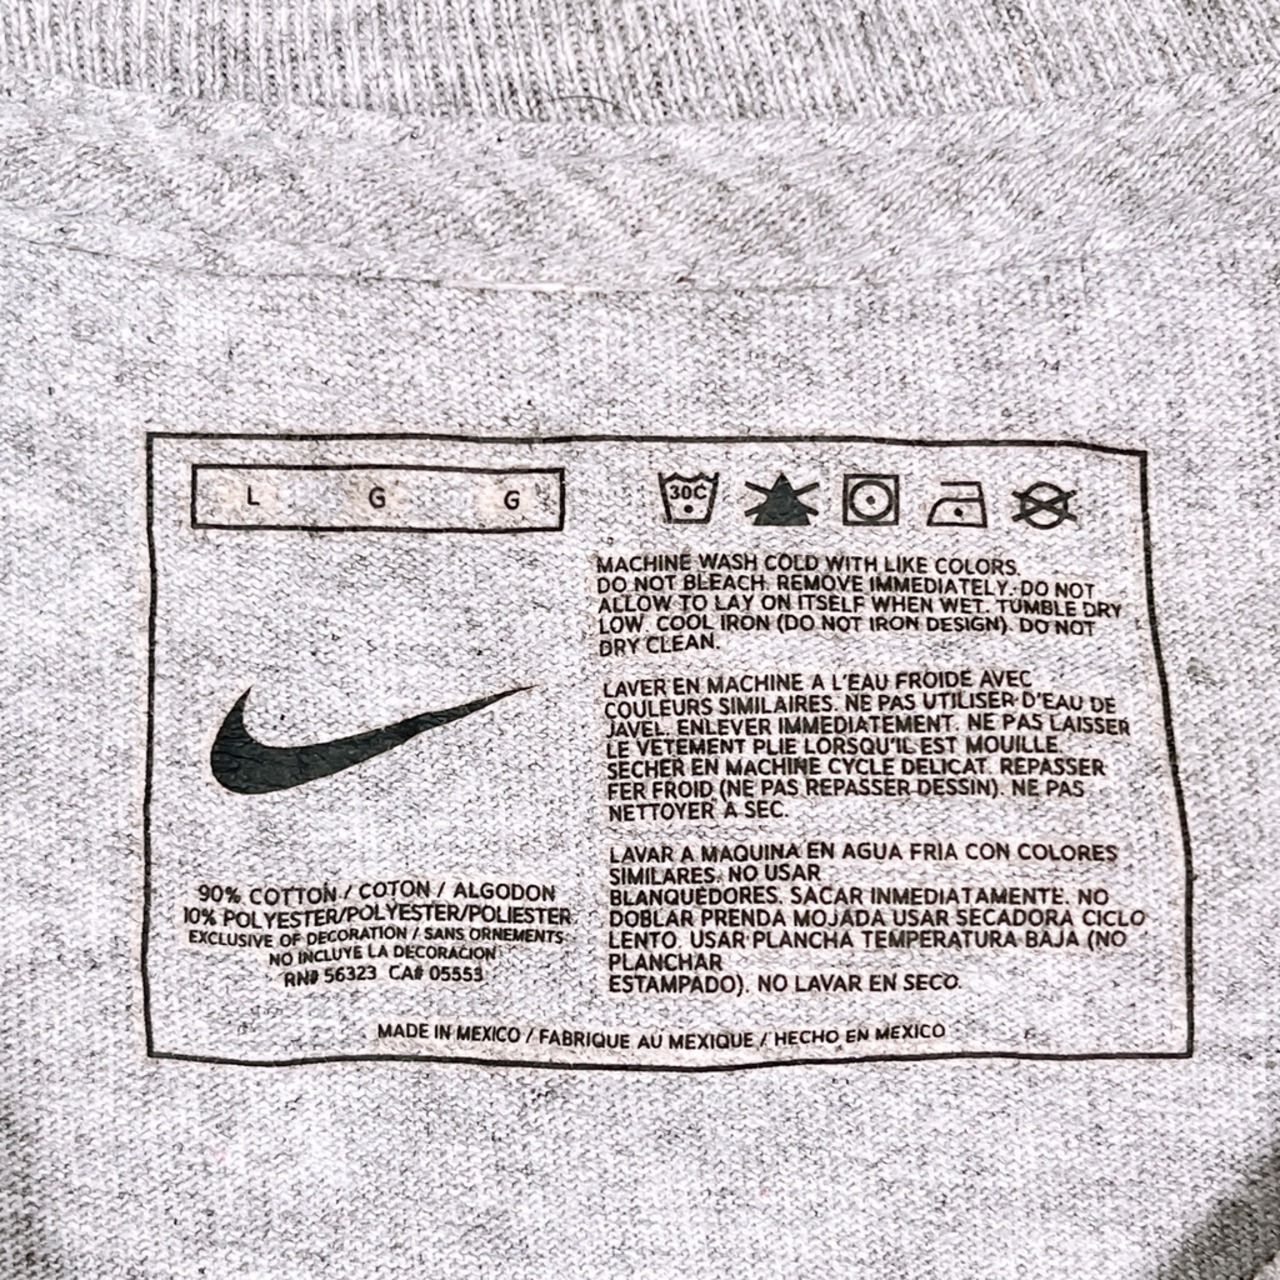 L G G
30C
MACHINE WASH COLD WITH LIKE COLORS.
DO NOT BLEACH. REMOVE IMMEDIATELY. DO NOT
ALLOW TO LAY ON ITSELF WHEN WET. TUMBLE DRY
LOW. COOL IRON (DO NOT IRON DESIGN). DO NOT
DRY CLEAN.
LAVER EN MACHINE A L'EAU FROIDE AVEC
COULEURS SIMILAIRES. NE PAS UTILISER D'EAU DE
JAVEL. ENLEVER IMMEDIATEMENT. NE PAS LAISSER
LE VETEMENT PLIE LORSQU'IL EST MOUILLE.
SECHER EN MACHINE CYCLE DELICAT. REPASSER
FER FROID (NE PAS REPASSER DESSIN). NE PAS
NETTOYER A SEC.
LAVAR A MAQUINA EN AGUA FRIA CON COLORES
SIMILARES. NO USAR
BLANQUEDORES. SACAR INMEDIATAMENTE. NO
DOBLAR PRENDA MOJADA USAR SECADORA CICLO
LENTO. USAR PLANCHA TEMPERATURA BAJA (NO
PLANCHAR
ESTAMPADO). NO LAVAR EN SECO.
90% COTTON / COTON / ALGODON
10% POLYESTER/POLYESTER/POLIESTER
EXCLUSIVE OF DECORATION / SANS ORNEMENTS
NO INCLUYE LA DECORACION
RN# 56323 CA# 05553
MADE IN MEXICO / FABRIQUE AU MEXIQUE / HECHO EN MEXICO